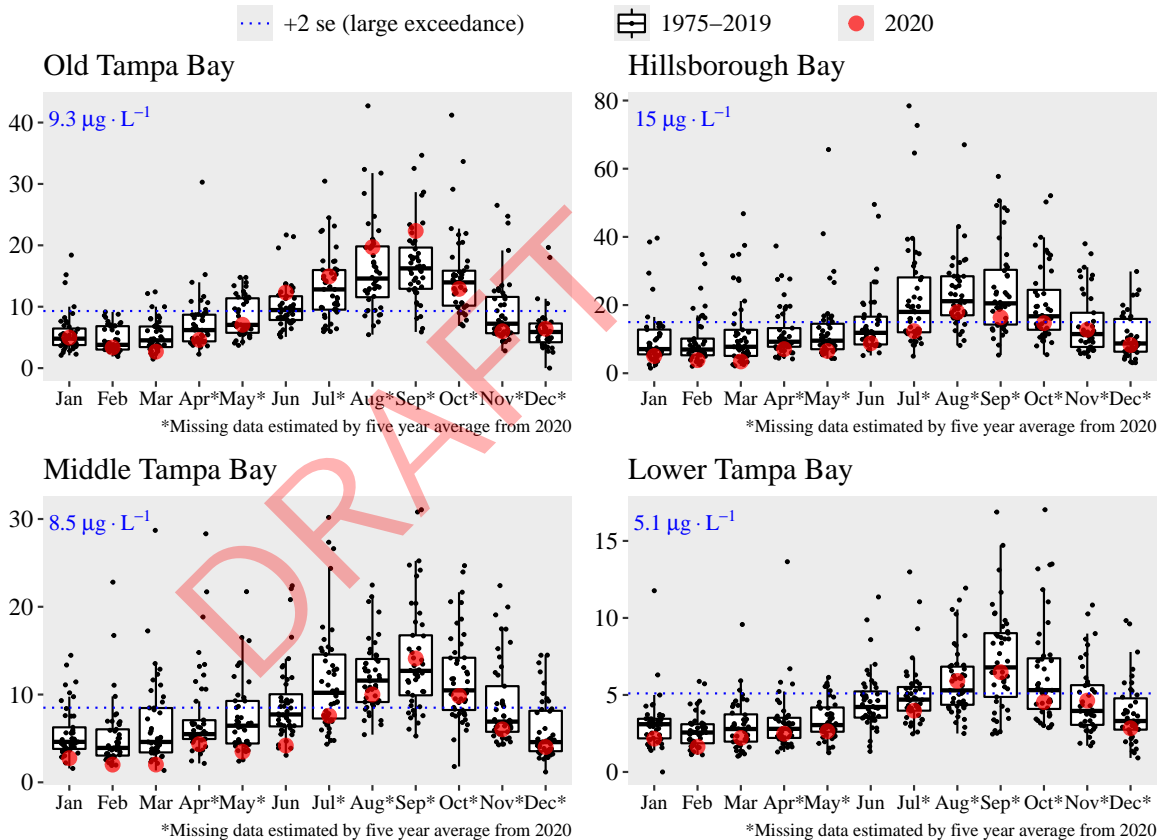 +2 se (large exceedance) 1975−2019 2020
Old Tampa Bay
9.3 μg · L−1
40
30
20
10
0
Jan Feb Mar Apr* May* Jun Jul* Aug* Sep* Oct* Nov* Dec*
*Missing data estimated by five year average from 2020
Hillsborough Bay
15 μg · L−1
80
60
40
20
0
Jan Feb Mar Apr* May* Jun Jul* Aug* Sep* Oct* Nov* Dec*
*Missing data estimated by five year average from 2020
Middle Tampa Bay
8.5 μg · L−1
30
20
10
0
Jan Feb Mar Apr* May* Jun Jul* Aug* Sep* Oct* Nov* Dec*
*Missing data estimated by five year average from 2020
Lower Tampa Bay
5.1 μg · L−1
15
10
5
0
Jan Feb Mar Apr* May* Jun Jul* Aug* Sep* Oct* Nov* Dec*
*Missing data estimated by five year average from 2020
DRAFT